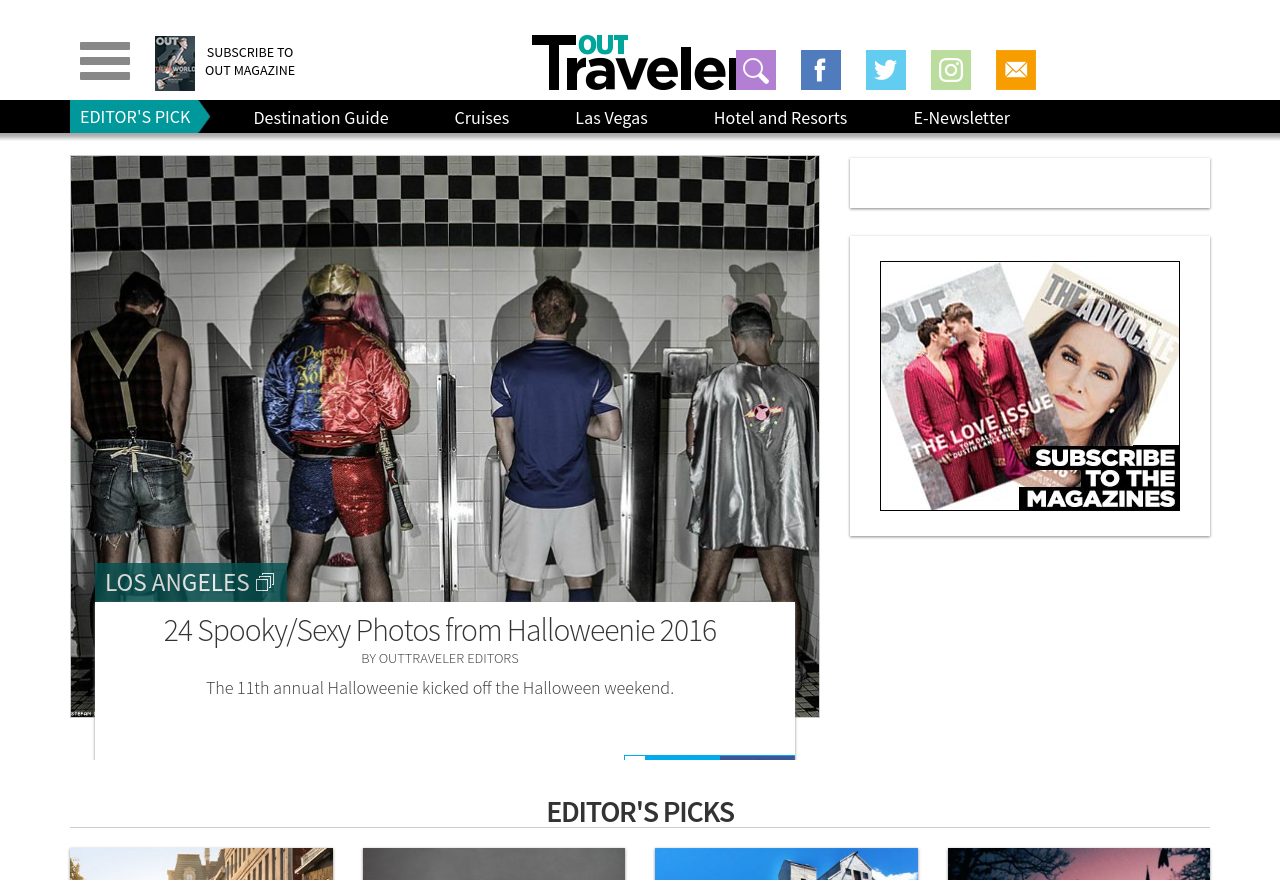 OUT
SUBSCRIBE TO
OUT MAGAZINE
OUT
Traveler
EDITOR'S PICK
Destination Guide
Cruises
Las Vegas
Hotel and Resorts
E-Newsletter
Property
of
Joker
OUT
THE ADVOCATE
THE LOVE ISSUE
TOM DALEY AND
DUSTIN LANCE BLACK
SUBSCRIBE
TO THE
MAGAZINES
LOS ANGELES
24 Spooky/Sexy Photos from Halloweenie 2016
BY OUTTRAVELER EDITORS
The 11th annual Halloweenie kicked off the Halloween weekend.
EDITOR'S PICKS